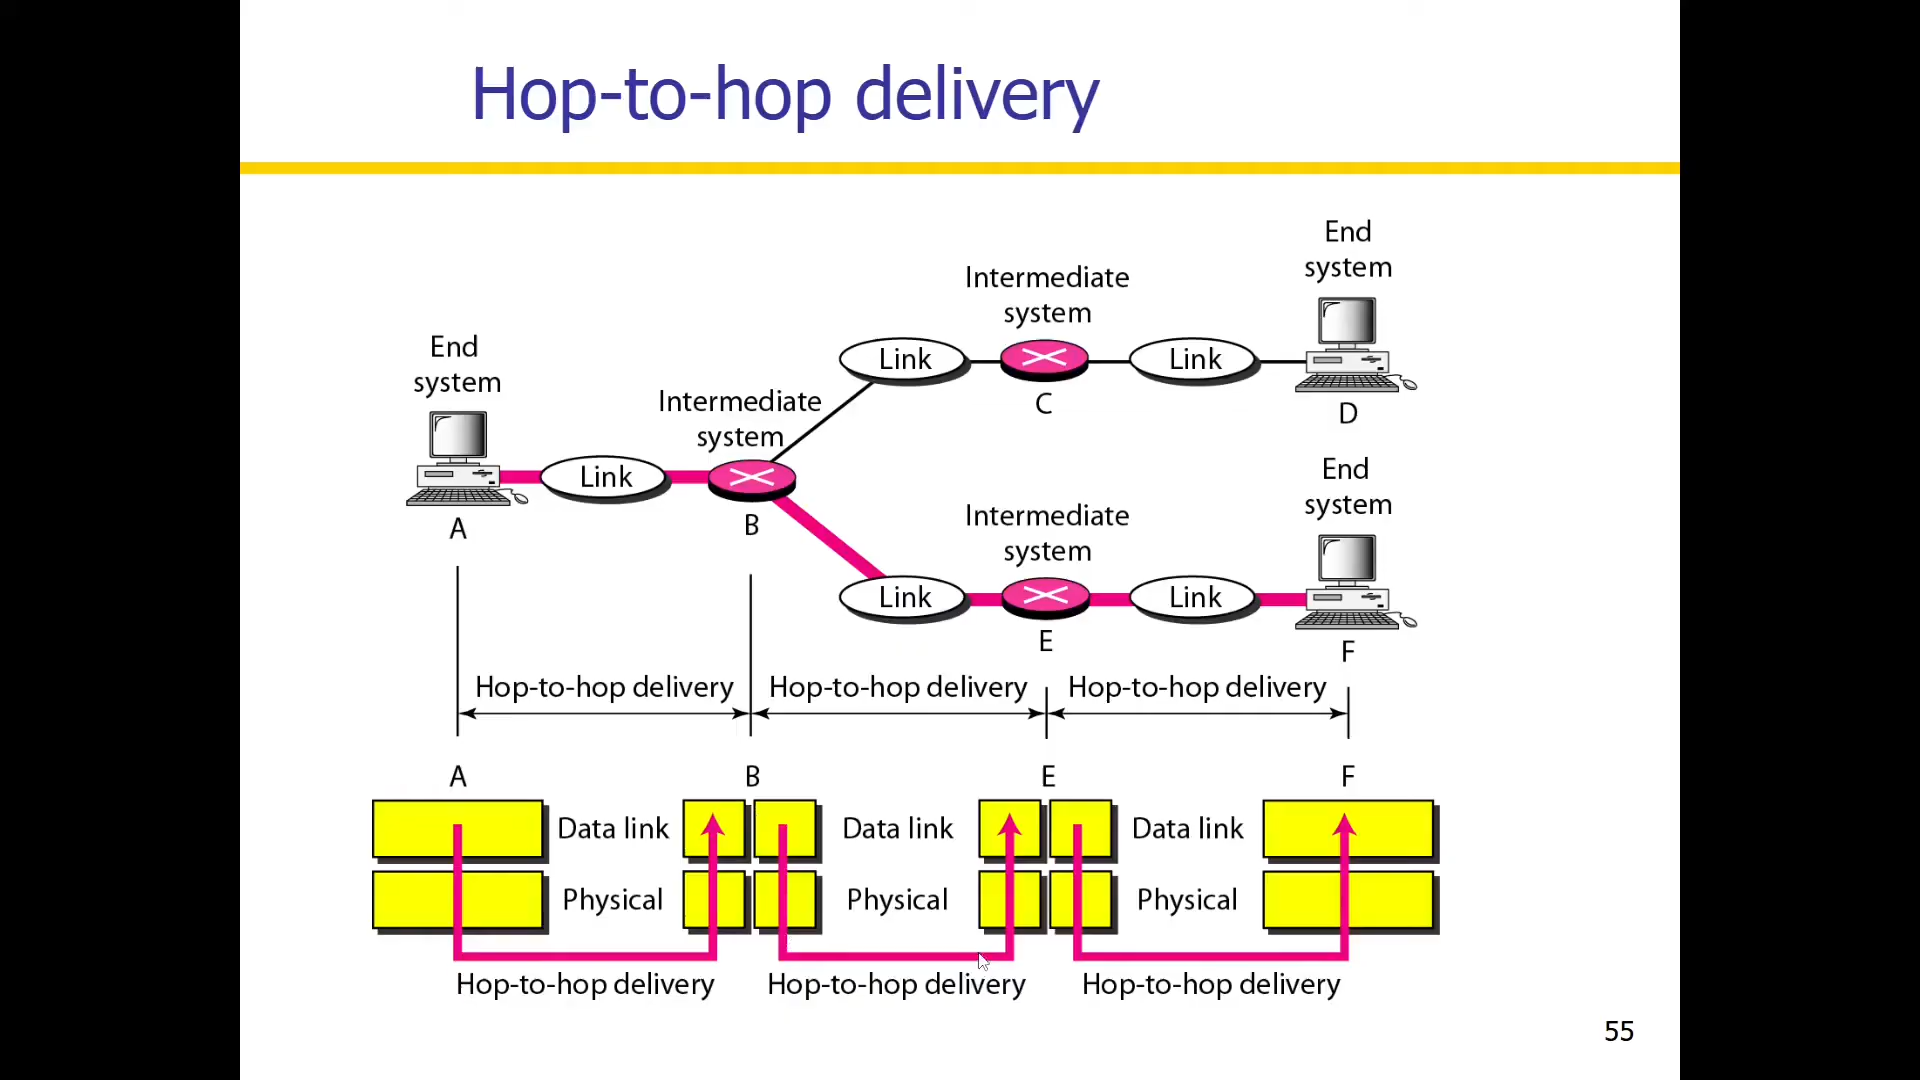 Hop-to-hop delivery
End
system
Intermediate
system
End
system
Intermediate
system
Link
C
Link
D
Link
A
B
End
system
Intermediate
system
Link
E
Link
F
Hop-to-hop delivery
Hop-to-hop delivery
Hop-to-hop delivery
A
B
E
F
Data link
Data link
Data link
Physical
Physical
Physical
Hop-to-hop delivery
Hop-to-hop delivery
Hop-to-hop delivery
55